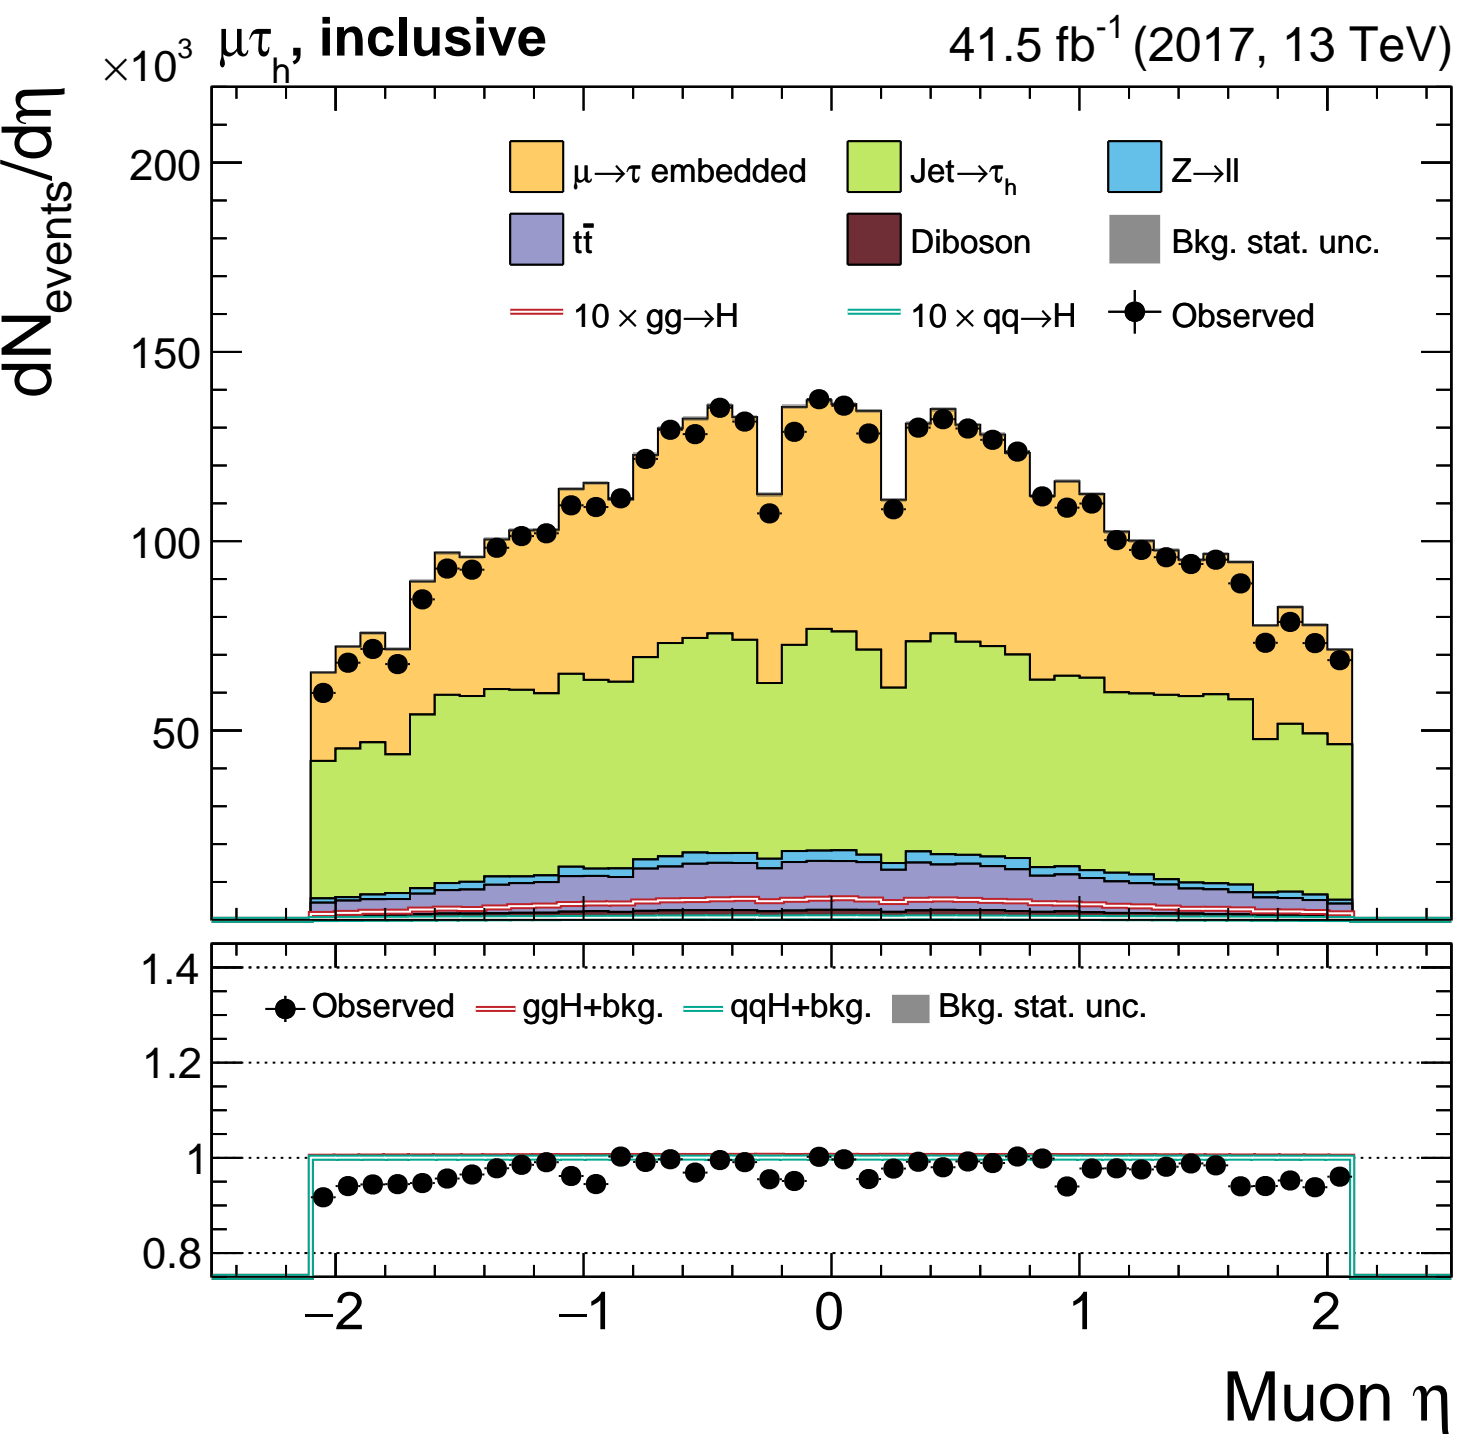 ×10³ μτₕ, inclusive 41.5 fb⁻¹ (2017, 13 TeV)
dN_events/dη
200
150
100
50
μ→τ embedded Jet→τₕ Z→ll
tt̄ Diboson Bkg. stat. unc.
10 × gg→H 10 × qq→H Observed
1.4
1.2
1
0.8
Observed ggH+bkg. qqH+bkg. Bkg. stat. unc.
−2 −1 0 1 2
Muon η